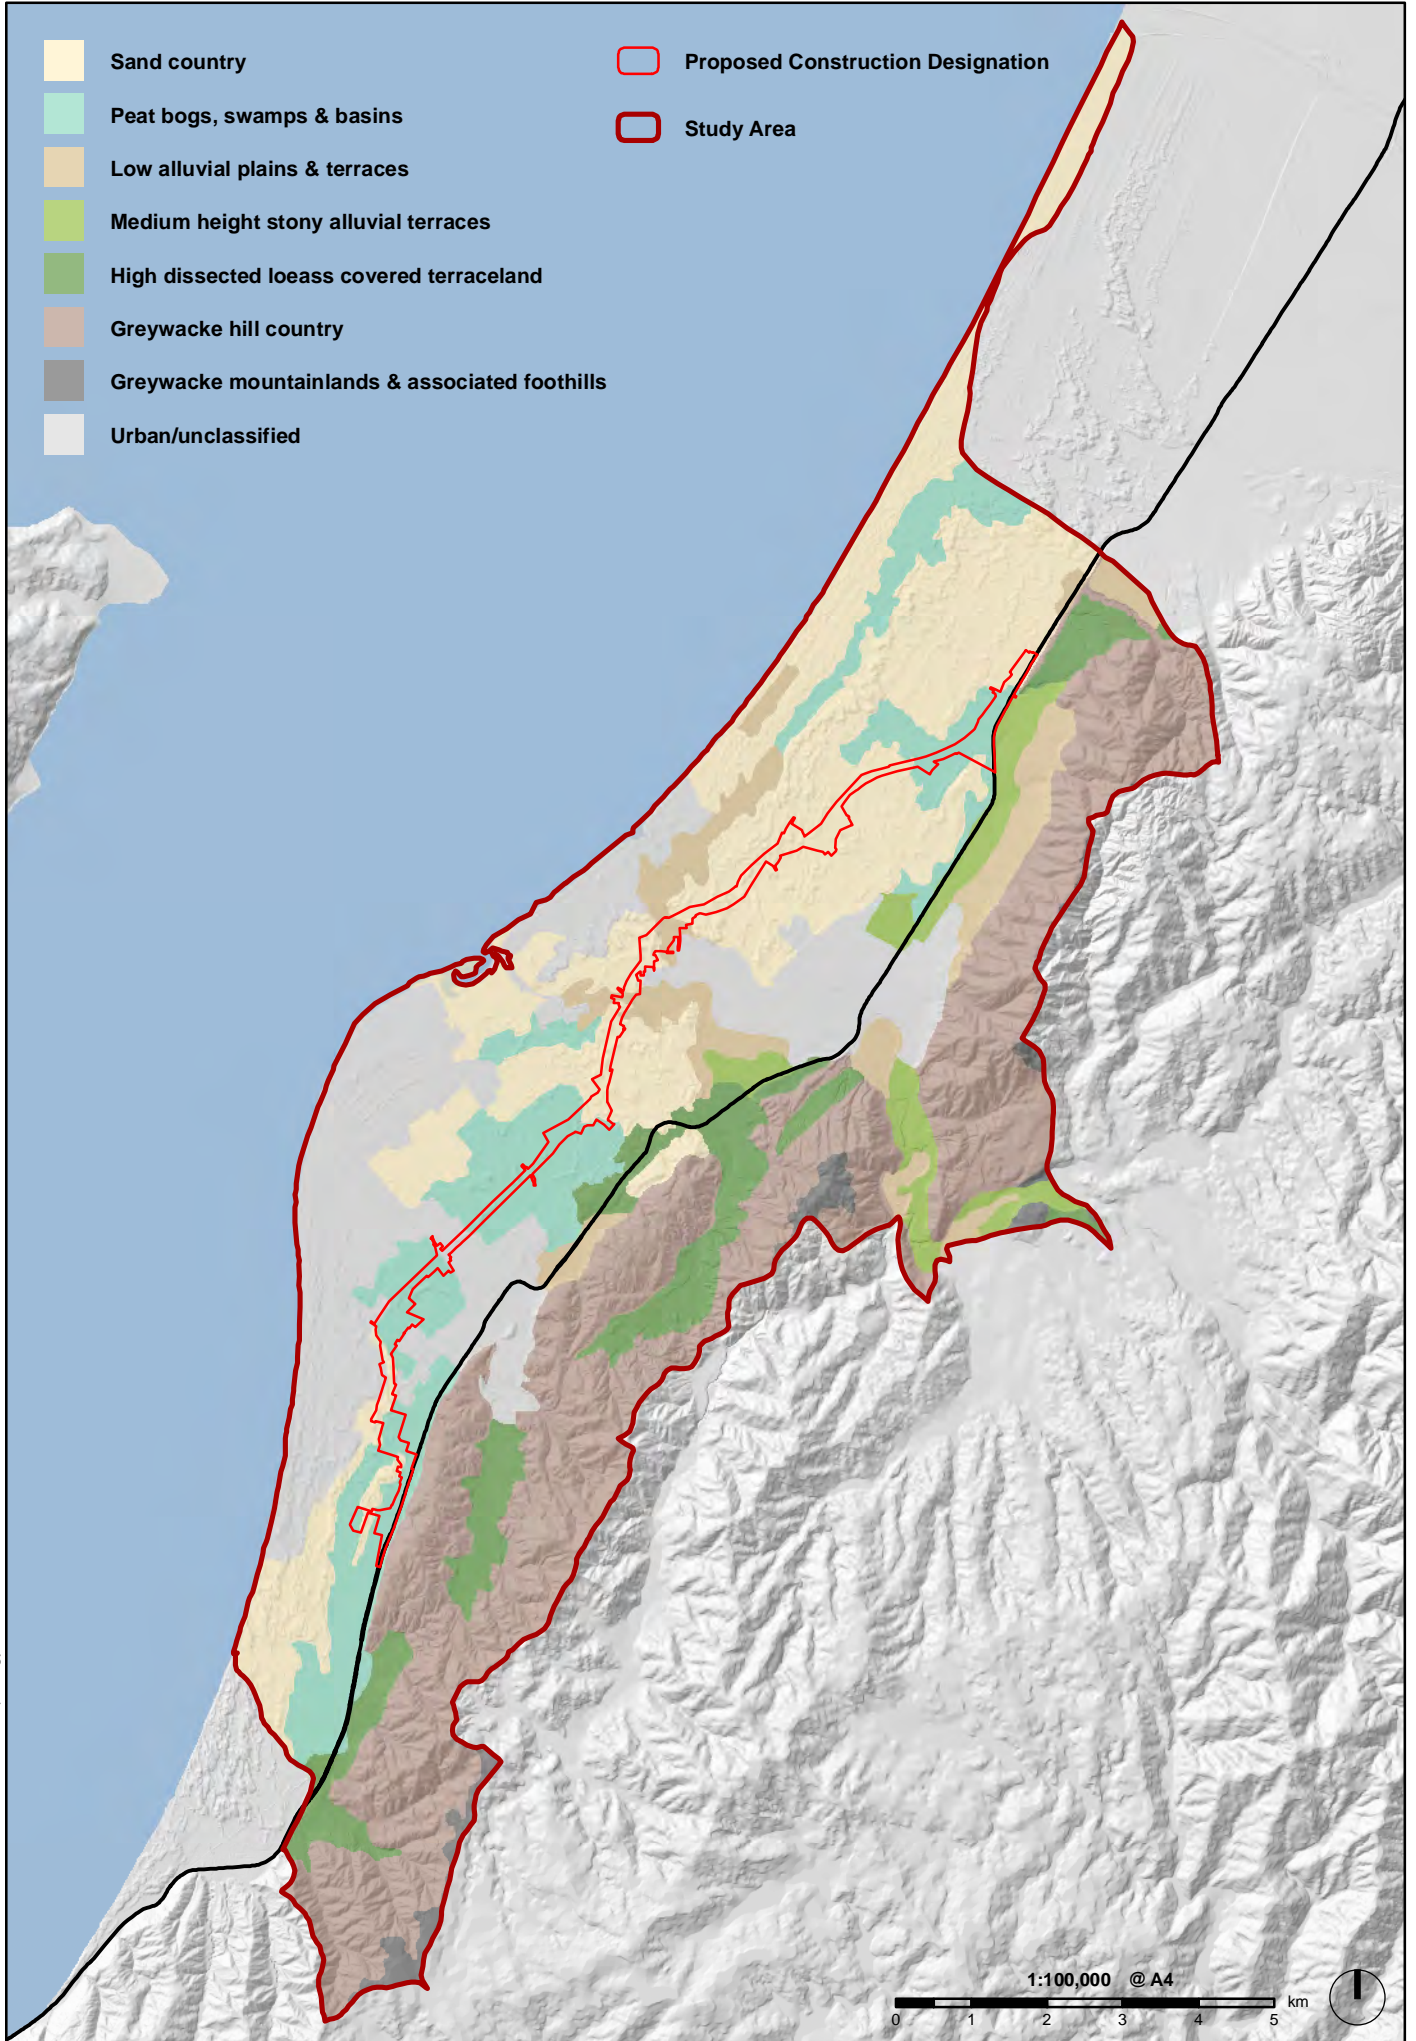 Sand country
Peat bogs, swamps & basins
Low alluvial plains & terraces
Medium height stony alluvial terraces
High dissected loeass covered terraceland
Greywacke hill country
Greywacke mountainlands & associated foothills
Urban/unclassified
Proposed Construction Designation
Study Area
1:100,000 @ A4
km
0 1 2 3 4 5